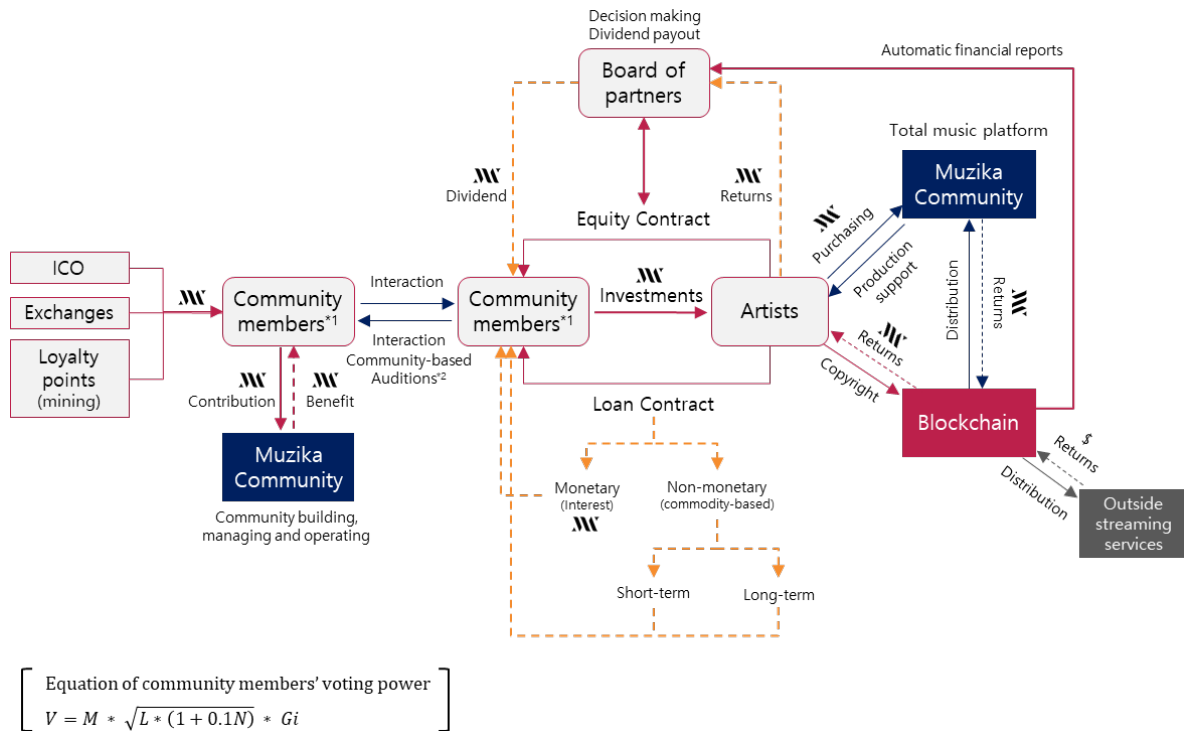 Decision making
Dividend payout
Board of
partners
Automatic financial reports
Total music platform
Muzika
Community
Dividend
Returns
Equity Contract
Purchasing
Production
support
Distribution
Returns
ICO
Exchanges
Loyalty
points
(mining)
Community
members*1
Interaction
Interaction
Community-based
Auditions*2
Community
members*1
Investments
Artists
Returns
Copyright
Contribution
Benefit
Muzika
Community
Community building,
managing and operating
Loan Contract
Blockchain
$
Returns
Distribution
Outside
streaming
services
Monetary
(Interest)
Non-monetary
(commodity-based)
Short-term
Long-term
Equation of community members’ voting power
V = M * √L * (1 + 0.1N) * Gi